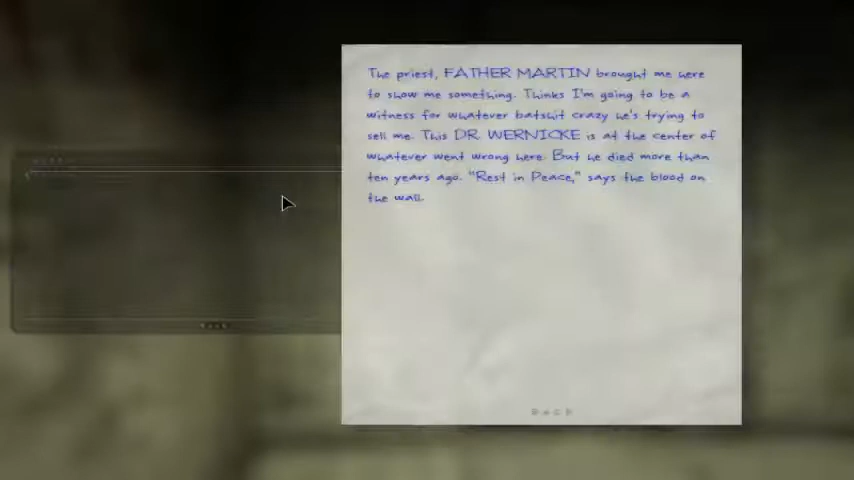 The priest, FATHER MARTIN brought me here
to show me something. Thinks I'm going to be a
witness for whatever batshit crazy he's trying to
sell me. This DR. WERNICKE is at the center of
whatever went wrong here. But he died more than
ten years ago. "Rest in Peace," says the blood on
the wall.
BACK